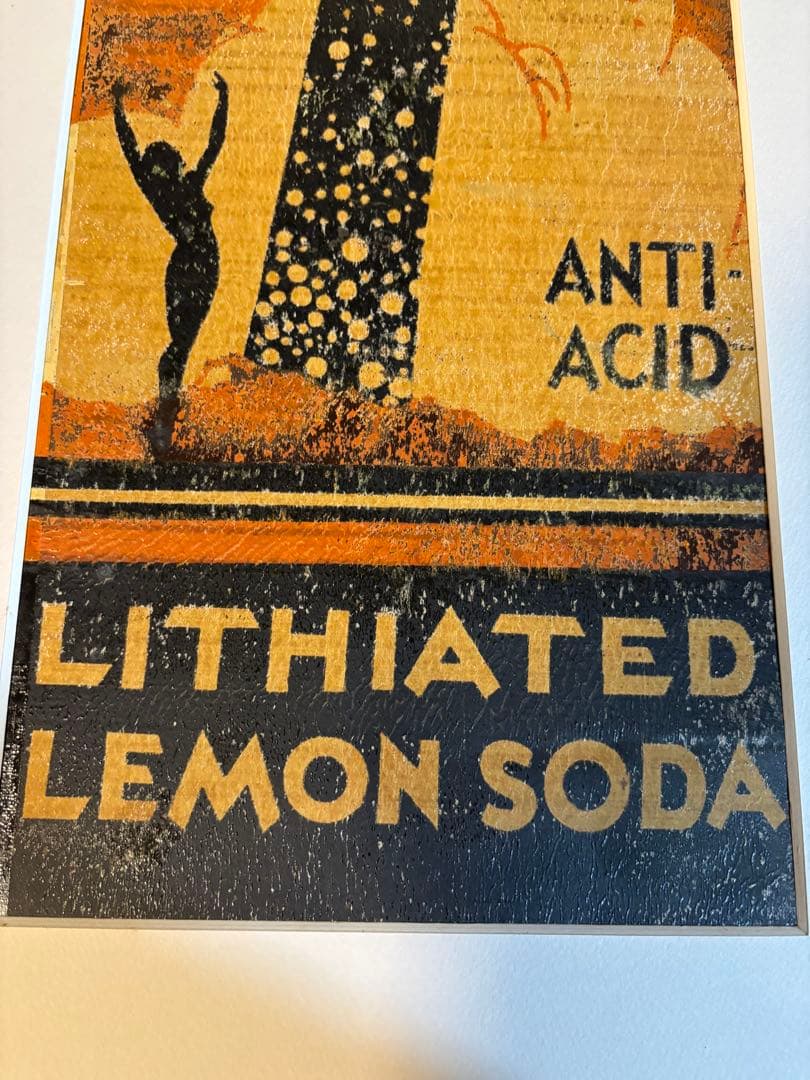 ANTI-
ACID
LITHIATED
LEMON SODA